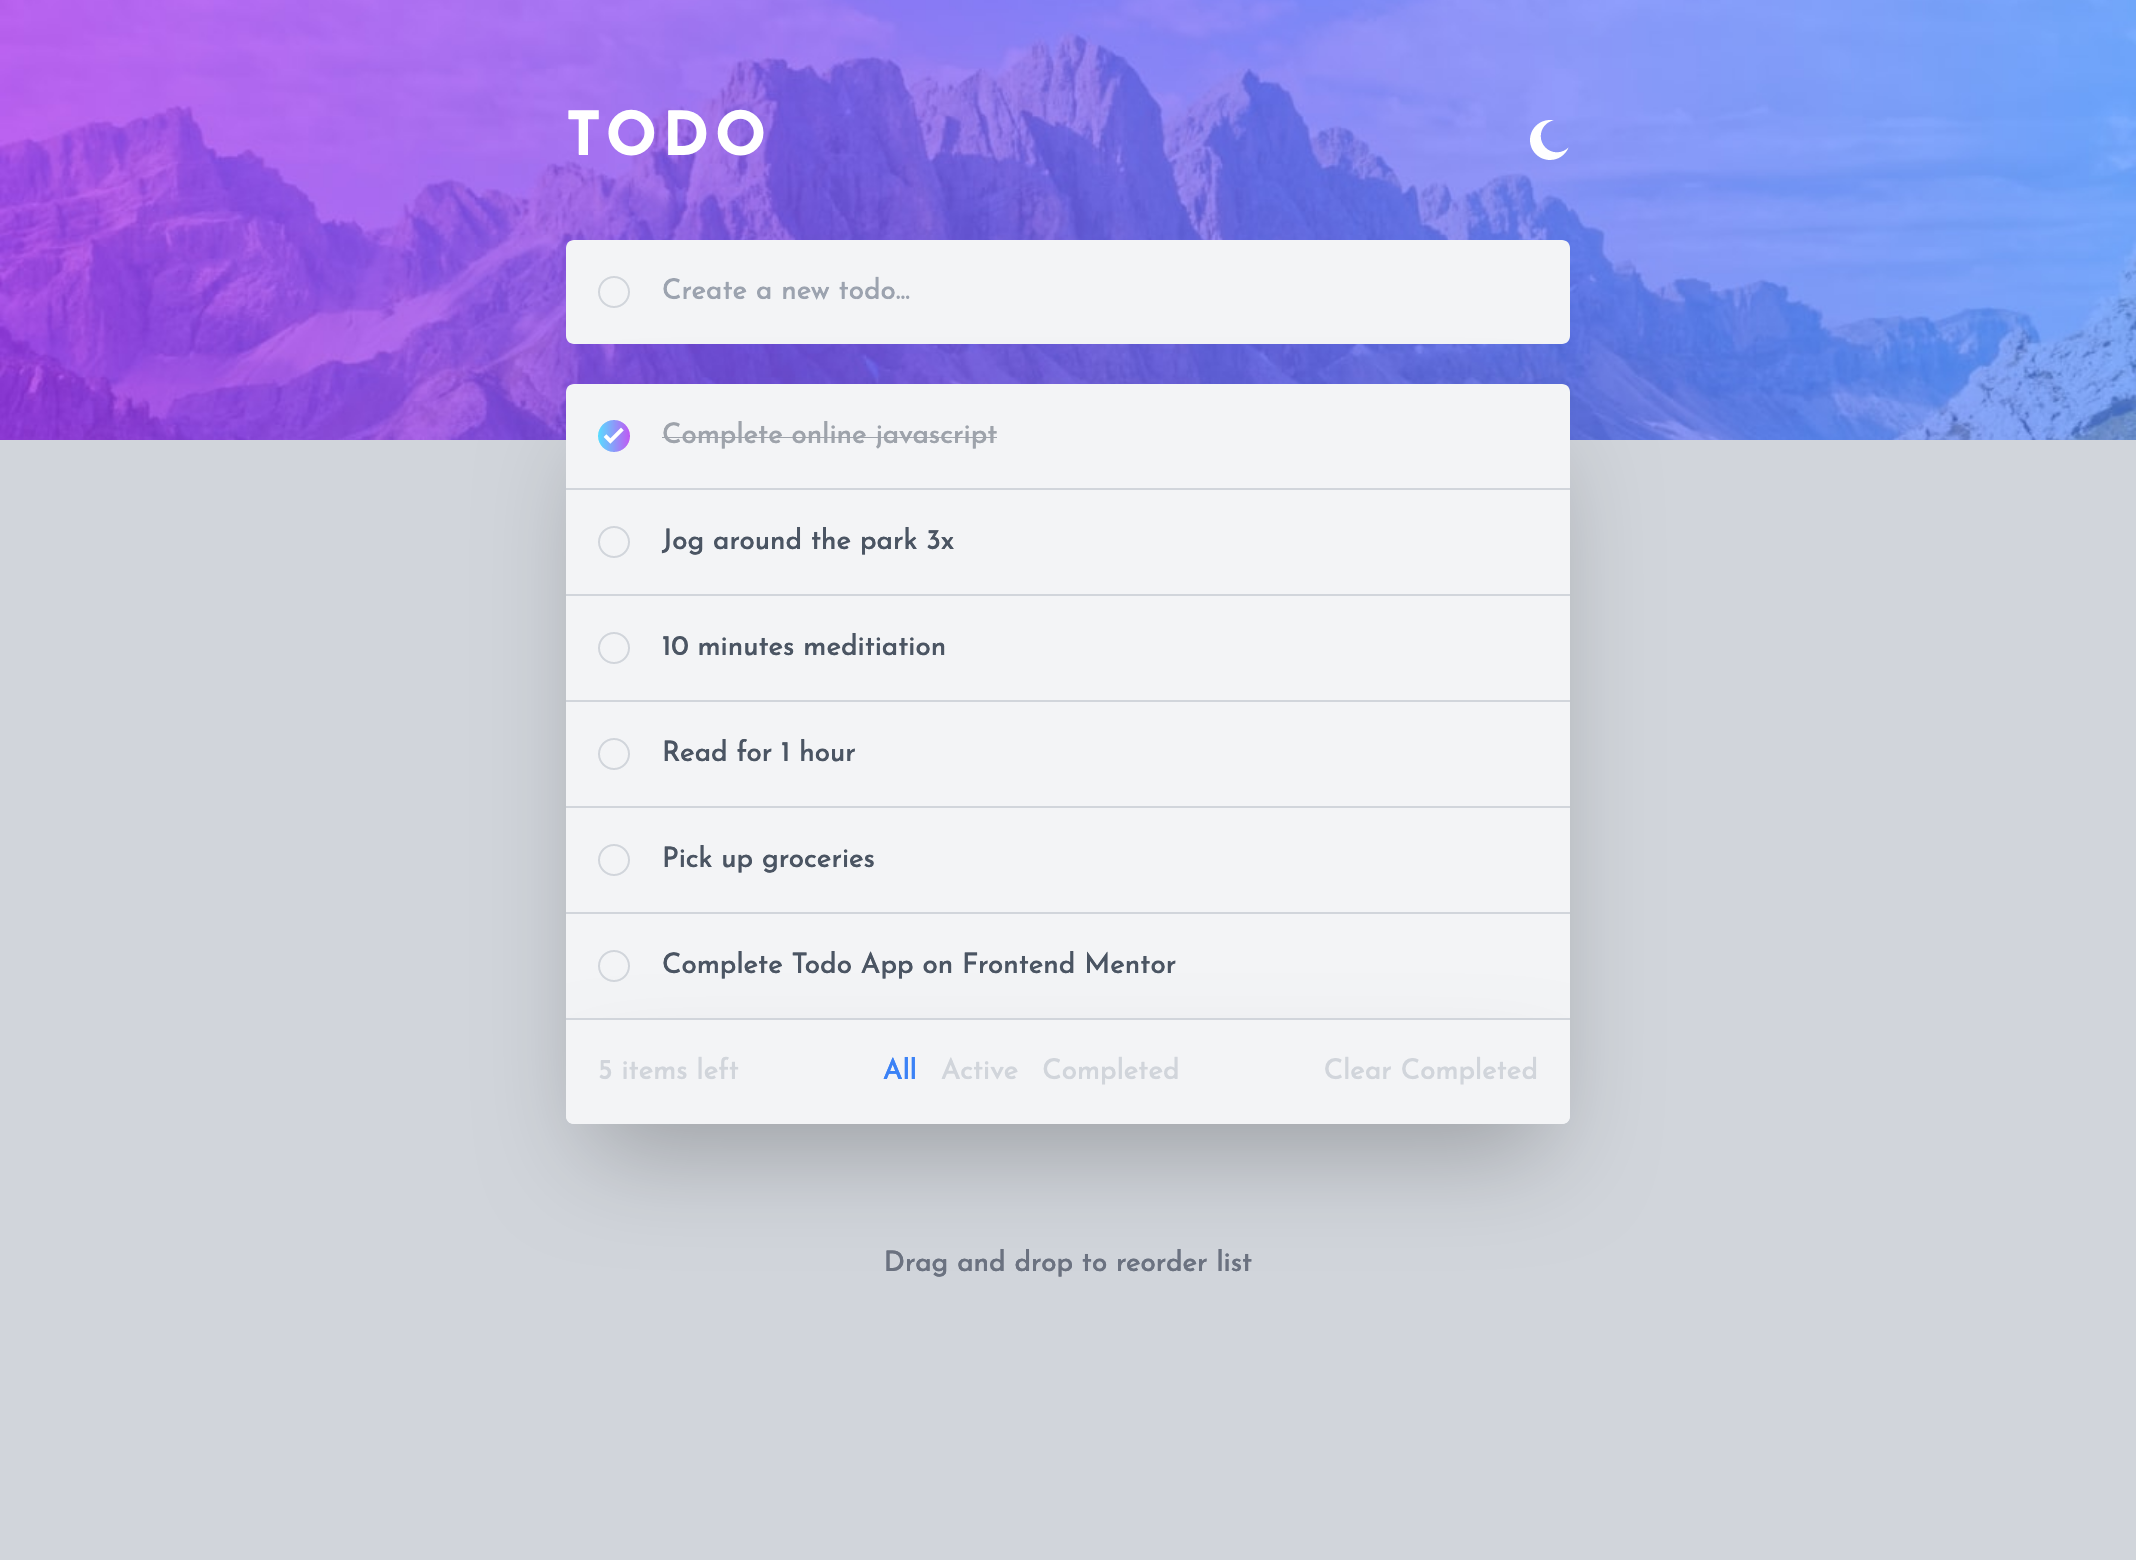 TODO
Create a new todo...
Complete online javascript
Jog around the park 3x
10 minutes meditiation
Read for 1 hour
Pick up groceries
Complete Todo App on Frontend Mentor
5 items left All Active Completed Clear Completed
Drag and drop to reorder list